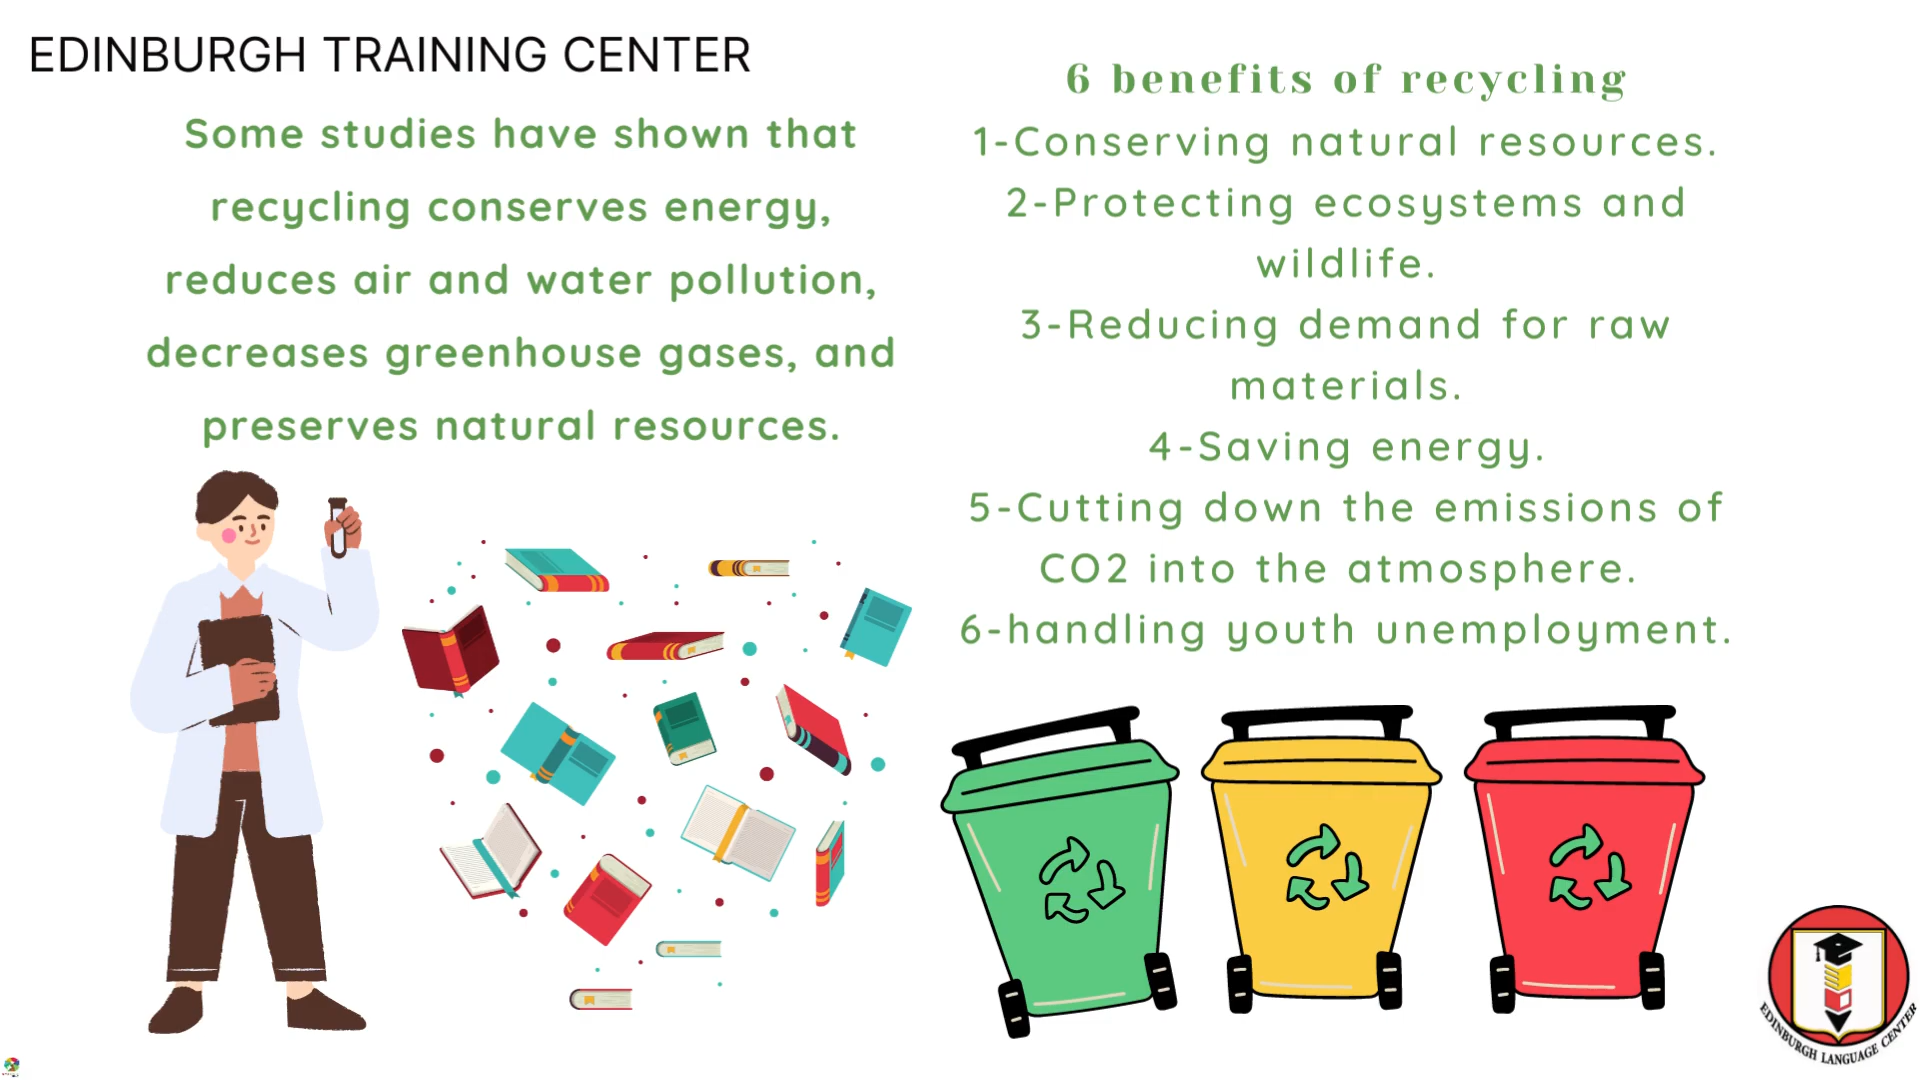 EDINBURGH TRAINING CENTER
Some studies have shown that
recycling conserves energy,
reduces air and water pollution,
decreases greenhouse gases, and
preserves natural resources.
6 benefits of recycling
1-Conserving natural resources.
2-Protecting ecosystems and
wildlife.
3-Reducing demand for raw
materials.
4-Saving energy.
5-Cutting down the emissions of
CO2 into the atmosphere.
6-handling youth unemployment.
EDINBURGH LANGUAGE CENTER